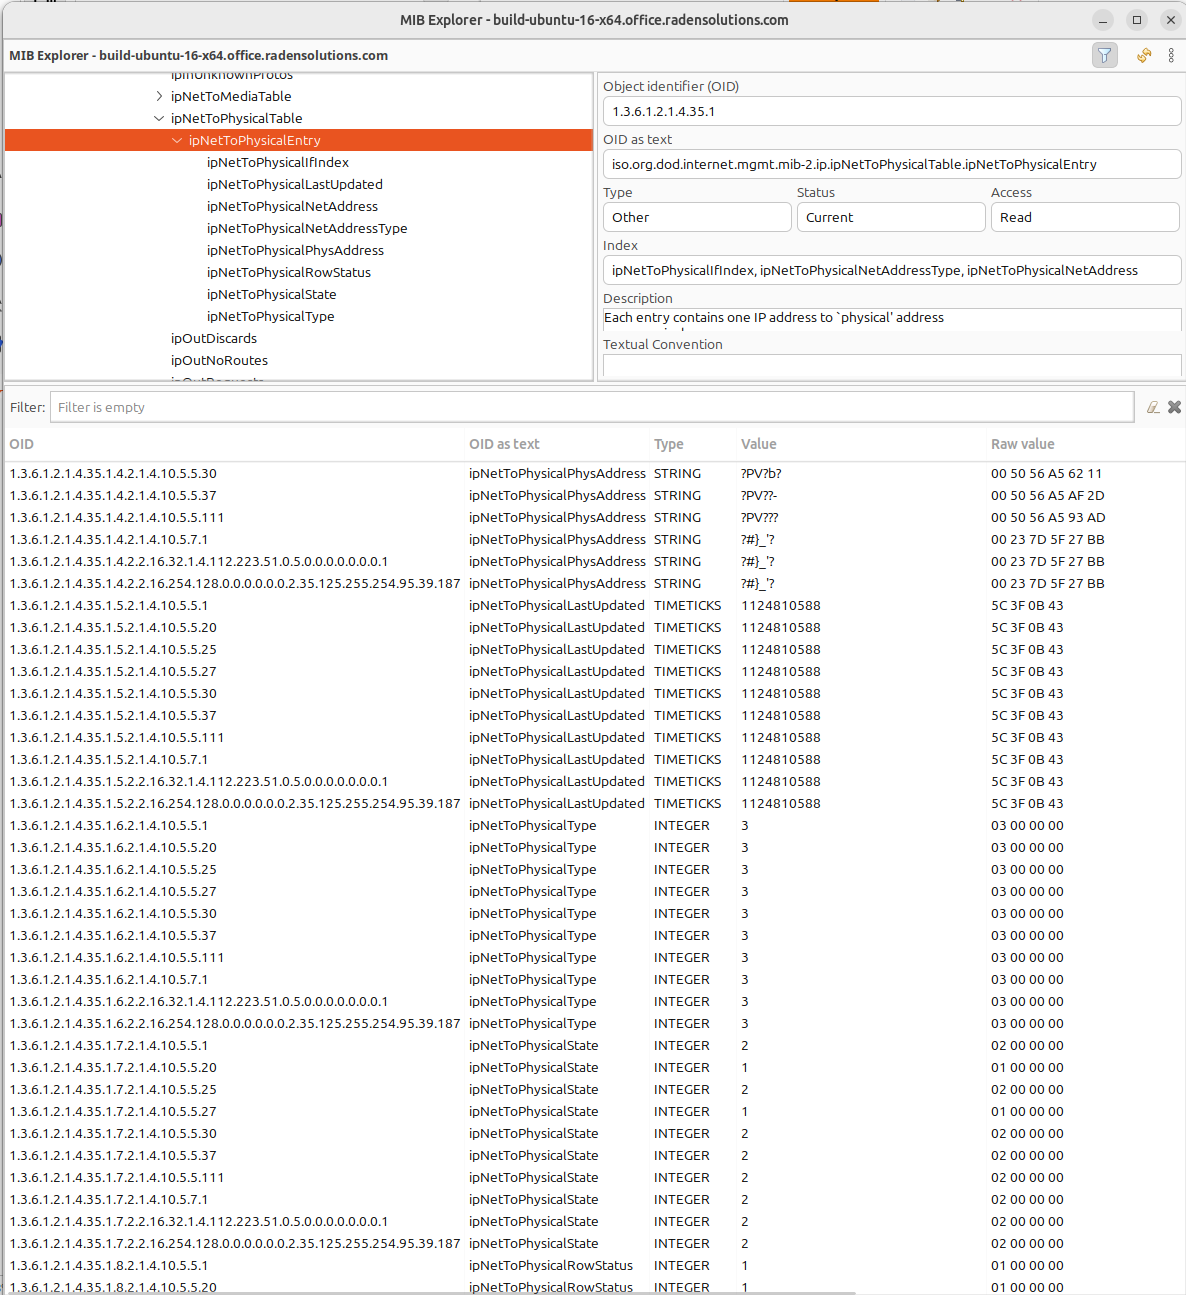 MIB Explorer - build-ubuntu-16-x64.office.radensolutions.com
MIB Explorer - build-ubuntu-16-x64.office.radensolutions.com
ipInUnknownProtos
ipNetToMediaTable
ipNetToPhysicalTable
ipNetToPhysicalEntry
ipNetToPhysicalIfIndex
ipNetToPhysicalLastUpdated
ipNetToPhysicalNetAddress
ipNetToPhysicalNetAddressType
ipNetToPhysicalPhysAddress
ipNetToPhysicalRowStatus
ipNetToPhysicalState
ipNetToPhysicalType
ipOutDiscards
ipOutNoRoutes
ipOutRequests
Object identifier (OID)
1.3.6.1.2.1.4.35.1
OID as text
iso.org.dod.internet.mgmt.mib-2.ip.ipNetToPhysicalTable.ipNetToPhysicalEntry
Type Status Access
Other Current Read
Index
ipNetToPhysicalIfIndex, ipNetToPhysicalNetAddressType, ipNetToPhysicalNetAddress
Description
Each entry contains one IP address to `physical' address
Textual Convention
Filter: Filter is empty
OID OID as text Type Value Raw value
1.3.6.1.2.1.4.35.1.4.2.1.4.10.5.5.30 ipNetToPhysicalPhysAddress STRING ?PV?b? 00 50 56 A5 62 11
1.3.6.1.2.1.4.35.1.4.2.1.4.10.5.5.37 ipNetToPhysicalPhysAddress STRING ?PV??- 00 50 56 A5 AF 2D
1.3.6.1.2.1.4.35.1.4.2.1.4.10.5.5.111 ipNetToPhysicalPhysAddress STRING ?PV??? 00 50 56 A5 93 AD
1.3.6.1.2.1.4.35.1.4.2.1.4.10.5.7.1 ipNetToPhysicalPhysAddress STRING ?#}_'? 00 23 7D 5F 27 BB
1.3.6.1.2.1.4.35.1.4.2.2.16.32.1.4.112.223.51.0.5.0.0.0.0.0.0.0.1 ipNetToPhysicalPhysAddress STRING ?#}_'? 00 23 7D 5F 27 BB
1.3.6.1.2.1.4.35.1.4.2.2.16.254.128.0.0.0.0.0.0.2.35.125.255.254.95.39.187 ipNetToPhysicalPhysAddress STRING ?#}_'? 00 23 7D 5F 27 BB
1.3.6.1.2.1.4.35.1.5.2.1.4.10.5.5.1 ipNetToPhysicalLastUpdated TIMETICKS 1124810588 5C 3F 0B 43
1.3.6.1.2.1.4.35.1.5.2.1.4.10.5.5.20 ipNetToPhysicalLastUpdated TIMETICKS 1124810588 5C 3F 0B 43
1.3.6.1.2.1.4.35.1.5.2.1.4.10.5.5.25 ipNetToPhysicalLastUpdated TIMETICKS 1124810588 5C 3F 0B 43
1.3.6.1.2.1.4.35.1.5.2.1.4.10.5.5.27 ipNetToPhysicalLastUpdated TIMETICKS 1124810588 5C 3F 0B 43
1.3.6.1.2.1.4.35.1.5.2.1.4.10.5.5.30 ipNetToPhysicalLastUpdated TIMETICKS 1124810588 5C 3F 0B 43
1.3.6.1.2.1.4.35.1.5.2.1.4.10.5.5.37 ipNetToPhysicalLastUpdated TIMETICKS 1124810588 5C 3F 0B 43
1.3.6.1.2.1.4.35.1.5.2.1.4.10.5.5.111 ipNetToPhysicalLastUpdated TIMETICKS 1124810588 5C 3F 0B 43
1.3.6.1.2.1.4.35.1.5.2.1.4.10.5.7.1 ipNetToPhysicalLastUpdated TIMETICKS 1124810588 5C 3F 0B 43
1.3.6.1.2.1.4.35.1.5.2.2.16.32.1.4.112.223.51.0.5.0.0.0.0.0.0.0.1 ipNetToPhysicalLastUpdated TIMETICKS 1124810588 5C 3F 0B 43
1.3.6.1.2.1.4.35.1.5.2.2.16.254.128.0.0.0.0.0.0.2.35.125.255.254.95.39.187 ipNetToPhysicalLastUpdated TIMETICKS 1124810588 5C 3F 0B 43
1.3.6.1.2.1.4.35.1.6.2.1.4.10.5.5.1 ipNetToPhysicalType INTEGER 3 03 00 00 00
1.3.6.1.2.1.4.35.1.6.2.1.4.10.5.5.20 ipNetToPhysicalType INTEGER 3 03 00 00 00
1.3.6.1.2.1.4.35.1.6.2.1.4.10.5.5.25 ipNetToPhysicalType INTEGER 3 03 00 00 00
1.3.6.1.2.1.4.35.1.6.2.1.4.10.5.5.27 ipNetToPhysicalType INTEGER 3 03 00 00 00
1.3.6.1.2.1.4.35.1.6.2.1.4.10.5.5.30 ipNetToPhysicalType INTEGER 3 03 00 00 00
1.3.6.1.2.1.4.35.1.6.2.1.4.10.5.5.37 ipNetToPhysicalType INTEGER 3 03 00 00 00
1.3.6.1.2.1.4.35.1.6.2.1.4.10.5.5.111 ipNetToPhysicalType INTEGER 3 03 00 00 00
1.3.6.1.2.1.4.35.1.6.2.1.4.10.5.7.1 ipNetToPhysicalType INTEGER 3 03 00 00 00
1.3.6.1.2.1.4.35.1.6.2.2.16.32.1.4.112.223.51.0.5.0.0.0.0.0.0.0.1 ipNetToPhysicalType INTEGER 3 03 00 00 00
1.3.6.1.2.1.4.35.1.6.2.2.16.254.128.0.0.0.0.0.0.2.35.125.255.254.95.39.187 ipNetToPhysicalType INTEGER 3 03 00 00 00
1.3.6.1.2.1.4.35.1.7.2.1.4.10.5.5.1 ipNetToPhysicalState INTEGER 2 02 00 00 00
1.3.6.1.2.1.4.35.1.7.2.1.4.10.5.5.20 ipNetToPhysicalState INTEGER 1 01 00 00 00
1.3.6.1.2.1.4.35.1.7.2.1.4.10.5.5.25 ipNetToPhysicalState INTEGER 2 02 00 00 00
1.3.6.1.2.1.4.35.1.7.2.1.4.10.5.5.27 ipNetToPhysicalState INTEGER 1 01 00 00 00
1.3.6.1.2.1.4.35.1.7.2.1.4.10.5.5.30 ipNetToPhysicalState INTEGER 2 02 00 00 00
1.3.6.1.2.1.4.35.1.7.2.1.4.10.5.5.37 ipNetToPhysicalState INTEGER 2 02 00 00 00
1.3.6.1.2.1.4.35.1.7.2.1.4.10.5.5.111 ipNetToPhysicalState INTEGER 2 02 00 00 00
1.3.6.1.2.1.4.35.1.7.2.1.4.10.5.7.1 ipNetToPhysicalState INTEGER 2 02 00 00 00
1.3.6.1.2.1.4.35.1.7.2.2.16.32.1.4.112.223.51.0.5.0.0.0.0.0.0.0.1 ipNetToPhysicalState INTEGER 2 02 00 00 00
1.3.6.1.2.1.4.35.1.7.2.2.16.254.128.0.0.0.0.0.0.2.35.125.255.254.95.39.187 ipNetToPhysicalState INTEGER 2 02 00 00 00
1.3.6.1.2.1.4.35.1.8.2.1.4.10.5.5.1 ipNetToPhysicalRowStatus INTEGER 1 01 00 00 00
1.3.6.1.2.1.4.35.1.8.2.1.4.10.5.5.20 ipNetToPhysicalRowStatus INTEGER 1 01 00 00 00